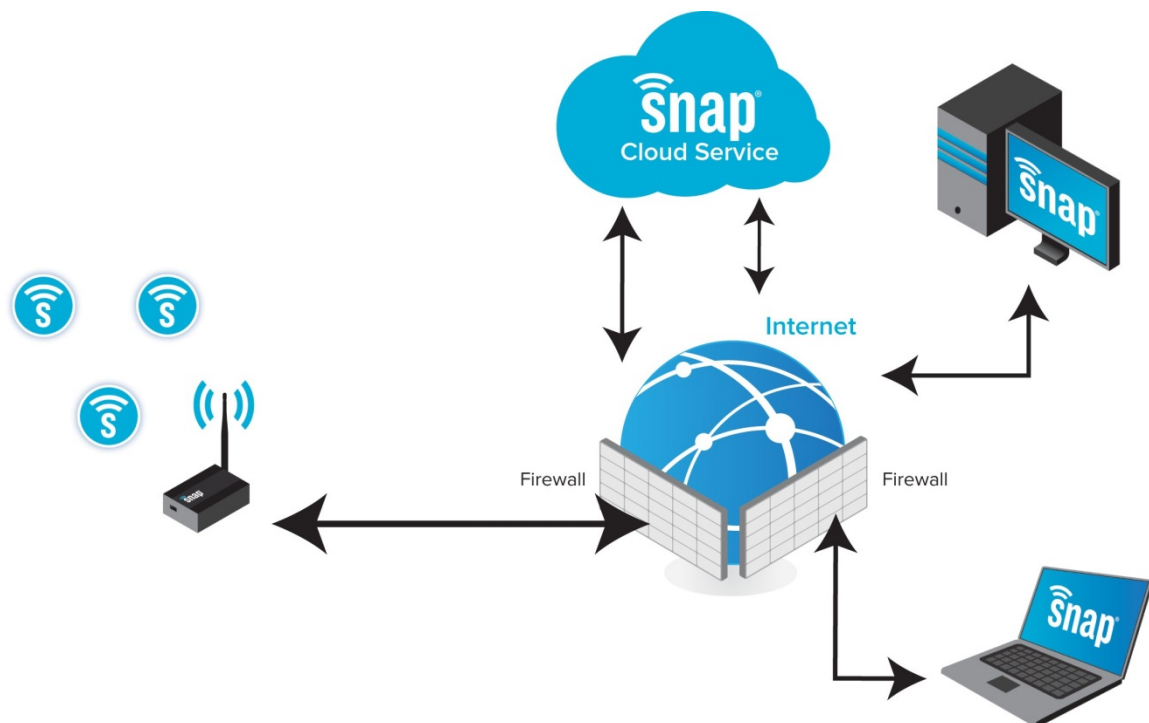 snap®
Cloud Service
snap®
Internet
S
S
S
snap
Firewall
Firewall
snap®